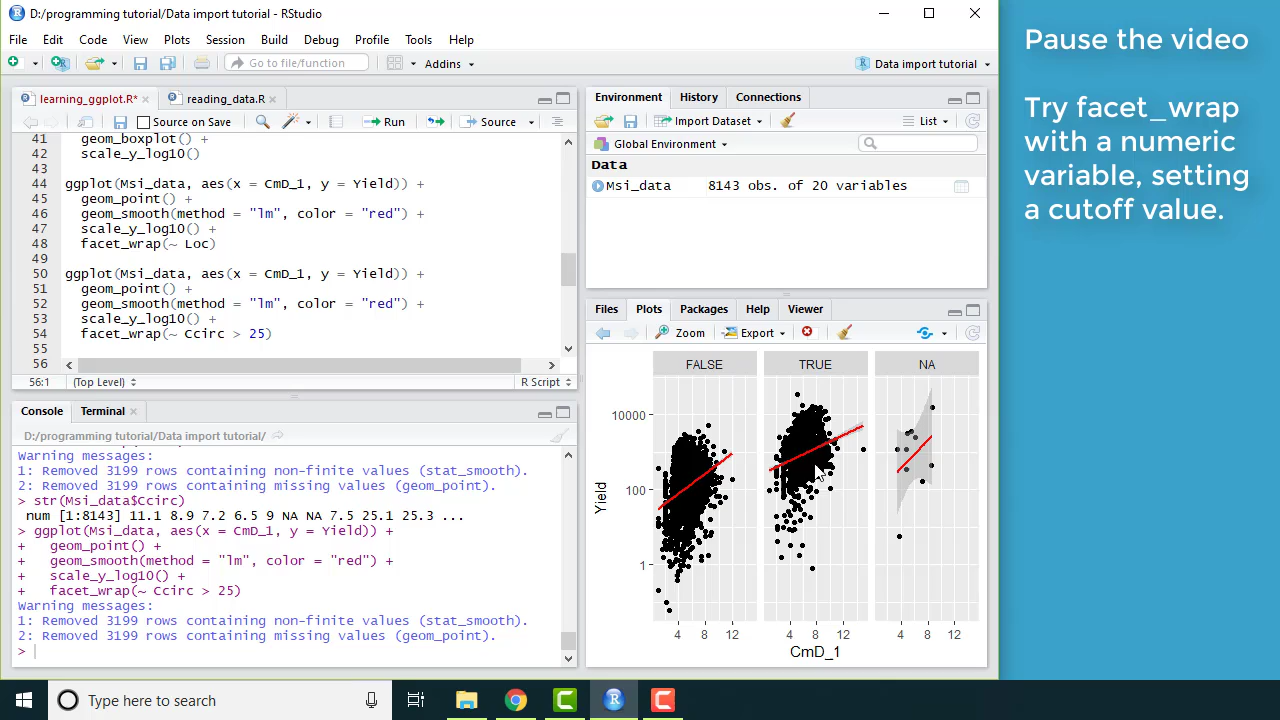 D:/programming tutorial/Data import tutorial - RStudio
File Edit Code View Plots Session Build Debug Profile Tools Help
Go to file/function Addins Data import tutorial
learning_ggplot.R* reading_data.R
Source on Save Run Source
41 geom_boxplot() +
42 scale_y_log10()
43
44 ggplot(Msi_data, aes(x = CmD_1, y = Yield)) +
45 geom_point() +
46 geom_smooth(method = "lm", color = "red") +
47 scale_y_log10() +
48 facet_wrap(~ Loc)
49
50 ggplot(Msi_data, aes(x = CmD_1, y = Yield)) +
51 geom_point() +
52 geom_smooth(method = "lm", color = "red") +
53 scale_y_log10() +
54 facet_wrap(~ Ccirc > 25)
55
56
56:1 (Top Level) R Script
Console Terminal
D:/programming tutorial/Data import tutorial/
Warning messages:
1: Removed 3199 rows containing non-finite values (stat_smooth).
2: Removed 3199 rows containing missing values (geom_point).
> str(Msi_data$Ccirc)
num [1:8143] 11.1 8.9 7.2 6.5 9 NA NA 7.5 25.1 25.3 ...
> ggplot(Msi_data, aes(x = CmD_1, y = Yield)) +
+ geom_point() +
+ geom_smooth(method = "lm", color = "red") +
+ scale_y_log10() +
+ facet_wrap(~ Ccirc > 25)
Warning messages:
1: Removed 3199 rows containing non-finite values (stat_smooth).
2: Removed 3199 rows containing missing values (geom_point).
>
Environment History Connections
Import Dataset List
Global Environment
Data
Msi_data 8143 obs. of 20 variables
Files Plots Packages Help Viewer
Zoom Export
FALSE TRUE NA
10000
100
1
Yield
4 8 12 4 8 12 4 8 12
CmD_1
Pause the video
Try facet_wrap
with a numeric
variable, setting
a cutoff value.
Type here to search